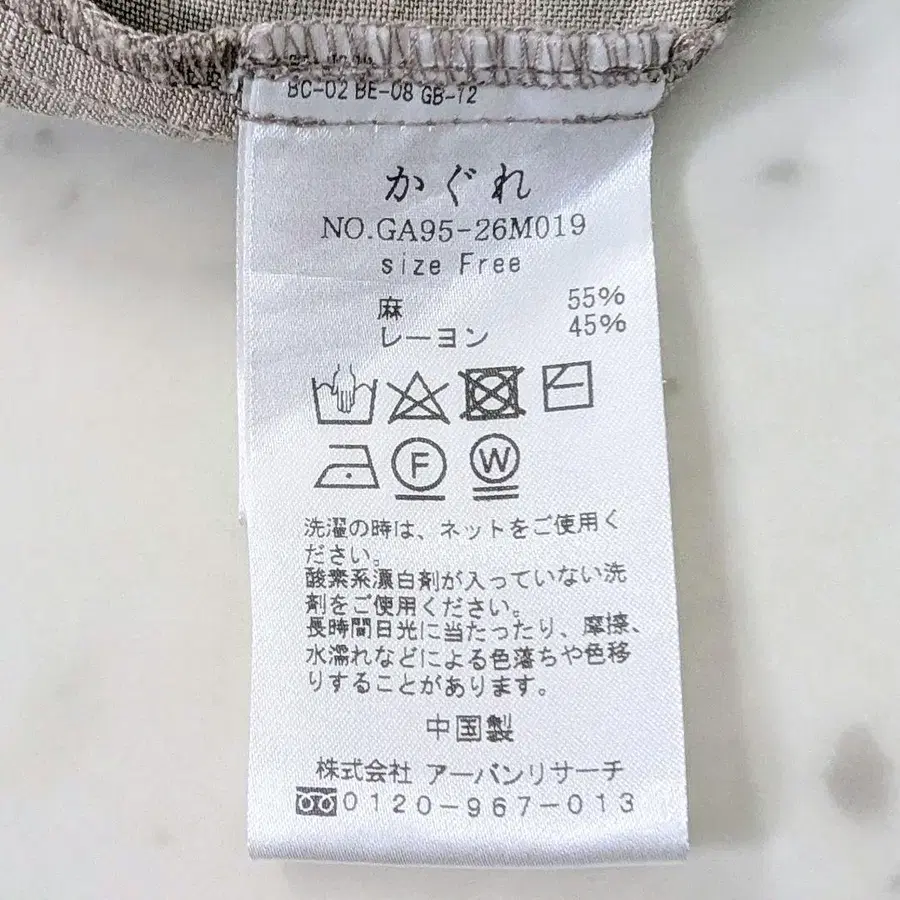 BC-02 BE-08 GB-12
かぐれ
NO.GA95-26M019
size Free
麻 55%
レーヨン 45%
F W
洗濯の時は、ネットをご使用く
ださい。
酸素系漂白剤が入っていない洗
剤をご使用ください。
長時間日光に当たったり、摩擦、
水濡れなどによる色落ちや色移
りすることがあります。
中国製
株式会社 アーバンリサーチ
0120-967-013